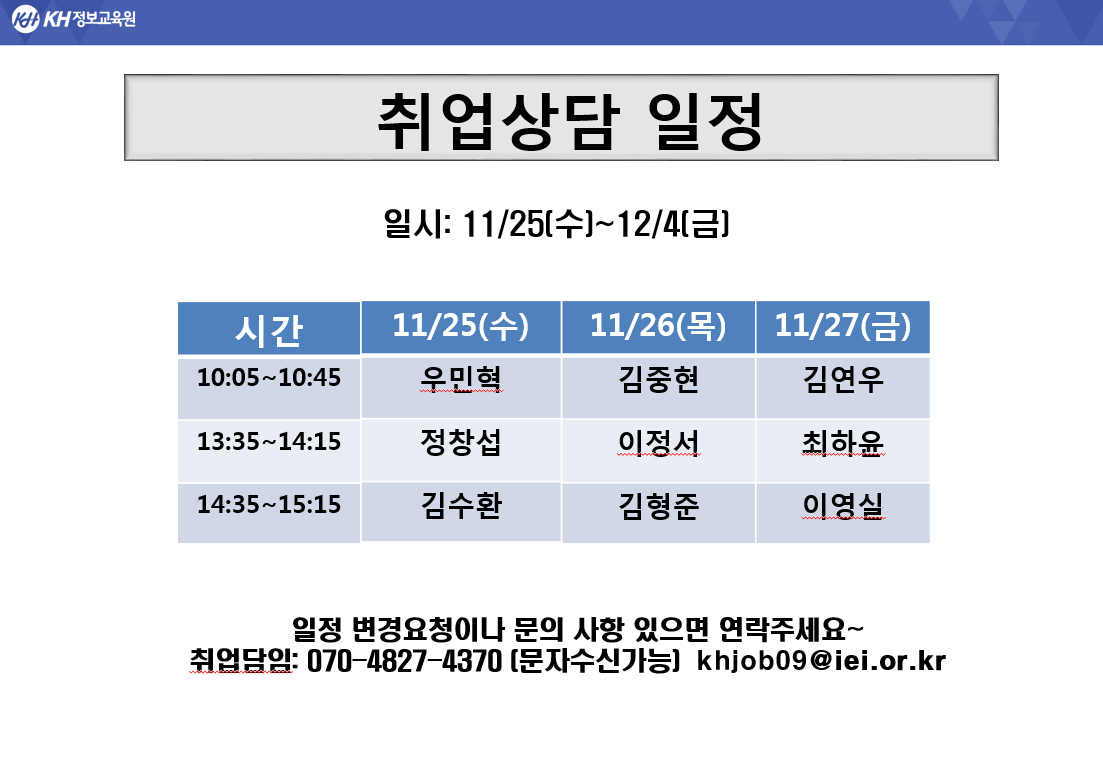 KH KH정보교육원
취업상담 일정
일시: 11/25(수)~12/4(금)
시간 11/25(수) 11/26(목) 11/27(금)
10:05~10:45 우민혁 김중현 김연우
13:35~14:15 정창섭 이정서 최하윤
14:35~15:15 김수환 김형준 이영실
일정 변경요청이나 문의 사항 있으면 연락주세요~
취업담임: 070-4827-4370 (문자수신가능) khjob09@iei.or.kr